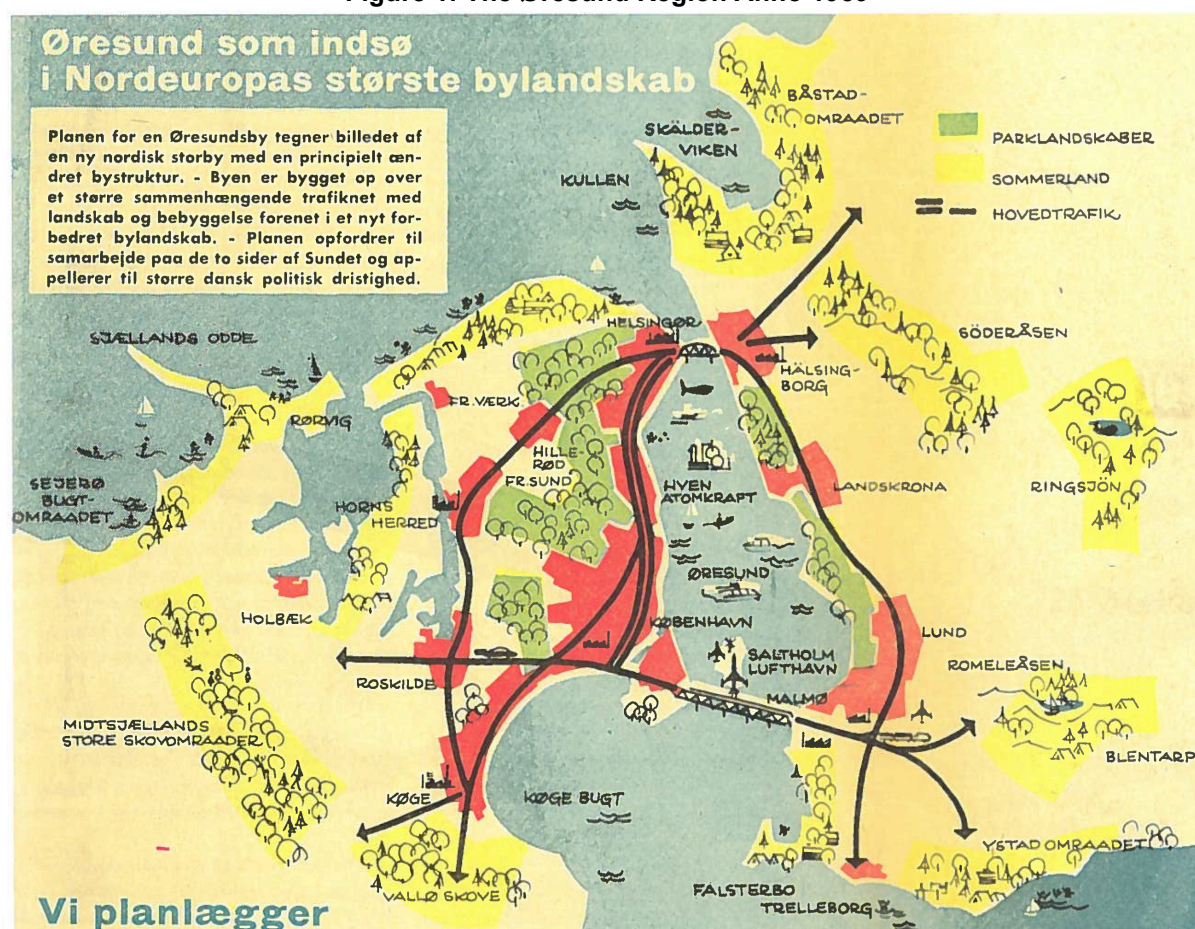 Øresund som indsø
i Nordeuropas største bylandskab
Planen for en Øresundsby tegner billedet af
en ny nordisk storby med en principielt æn-
dret bystruktur. - Byen er bygget op over
et større sammenhængende trafiknet med
landskab og bebyggelse forenet i et nyt for-
bedret bylandskab. - Planen opfordrer til
samarbejde paa de to sider af Sundet og ap-
pellerer til større dansk politisk dristighed.
BÅSTAD-
OMRAADET
SKÄLDER-
VIKEN
KULLEN
PARKLANDSKABER
SOMMERLAND
HOVEDTRAFIK
SJÆLLANDS ODDE
HELSINGØR
HÄLSING-
BORG
SÖDERÅSEN
FR.VÆRK.
RØRVIG
HILLE-
RØD
FR.SUND
HVEN
ATOMKRAFT
LANDSKRONA
RINGSJÖN
SEJERØ
BUGT-
OMRAADET
HORNS
HERRED
ØRESUND
HOLBÆK
KØBENHAVN
LUND
SALTHOLM
LUFTHAVN
ROMELEÅSEN
ROSKILDE
MALMØ
MIDTSJÆLLANDS
STORE SKOVOMRAADER
BLENTARP
KØGE
KØGE BUGT
YSTAD OMRAADET
VALLØ SKOVE
FALSTERBO
TRELLEBORG
Vi planlægger